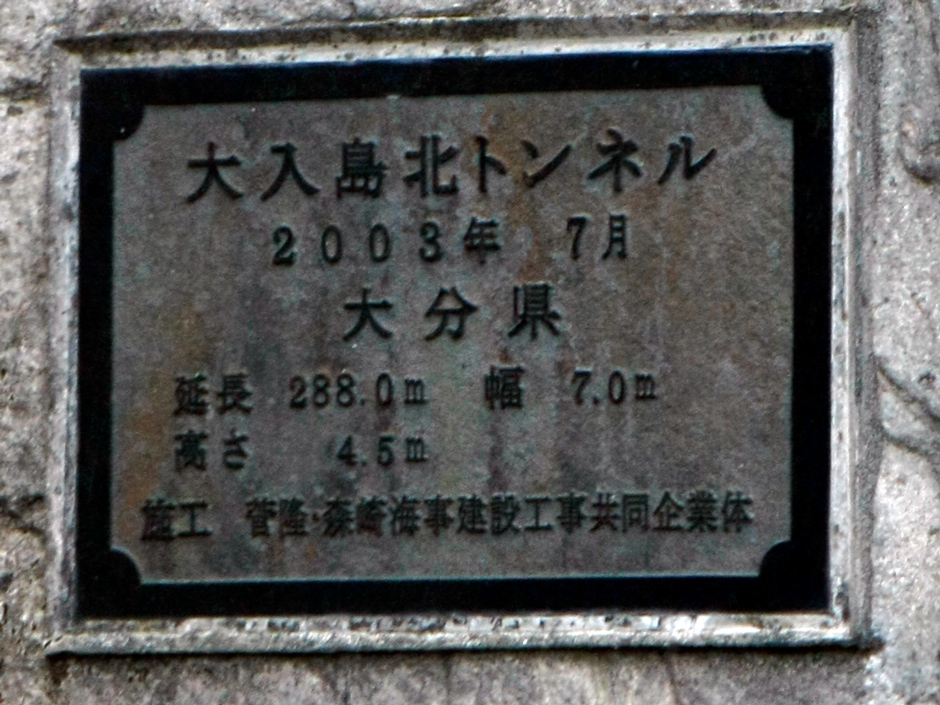 大入島北トンネル
2003年 7月
大分県
延長 288.0m 幅 7.0m
高さ 4.5m
施工 菅隆・森崎海事建設工事共同企業体